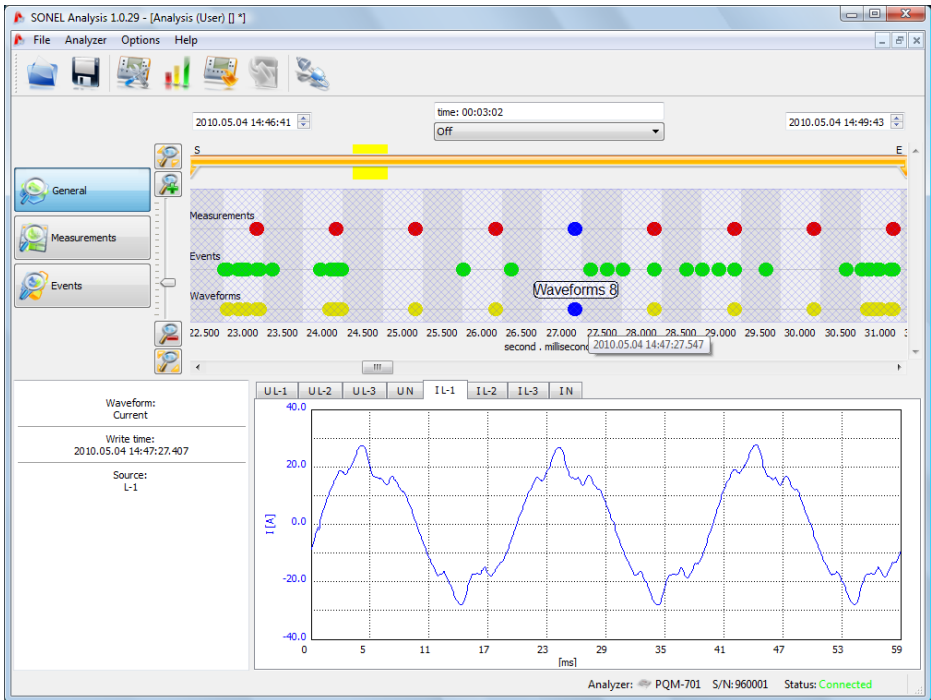 SONEL Analysis 1.0.29 - [Analysis (User) [] *]
File Analyzer Options Help
time: 00:03:02
2010.05.04 14:46:41
Off
2010.05.04 14:49:43
S E
General
Measurements
Events
Measurements
Events
Waveforms
Waveforms 8
22.500 23.000 23.500 24.000 24.500 25.000 25.500 26.000 26.500 27.000 27.500 28.000 28.500 29.000 29.500 30.000 30.500 31.000
second . milisecond
2010.05.04 14:47:27.547
Waveform:
Current
Write time:
2010.05.04 14:47:27.407
Source:
L-1
U L-1 U L-2 U L-3 U N I L-1 I L-2 I L-3 I N
40.0
20.0
0.0
-20.0
-40.0
I [A]
0 5 11 17 23 29 35 41 47 53 59
[ms]
Analyzer: PQM-701 S/N:960001 Status: Connected